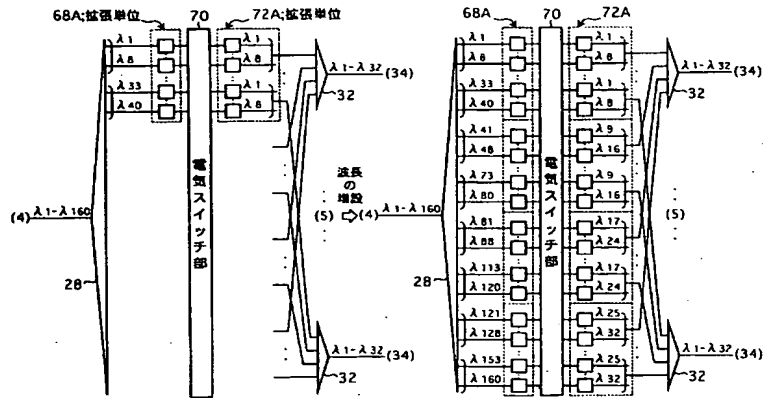 68A;拡張単位
70
72A;拡張単位
λ1
λ8
λ33
λ40
λ1
λ8
λ1
λ8
λ1-λ32
(34)
32
電気スイッチ部
(4)
λ1-λ160
28
(5)
λ1-λ32
(34)
32
波長の増設
68A
70
72A
(4)
λ1-λ160
28
λ1
λ8
λ33
λ40
λ41
λ48
λ73
λ80
λ81
λ88
λ113
λ120
λ121
λ128
λ153
λ160
電気スイッチ部
λ1
λ8
λ1
λ8
λ9
λ16
λ9
λ16
λ17
λ24
λ17
λ24
λ25
λ32
λ25
λ32
λ1-λ32
(34)
32
(5)
λ1-λ32
(34)
32